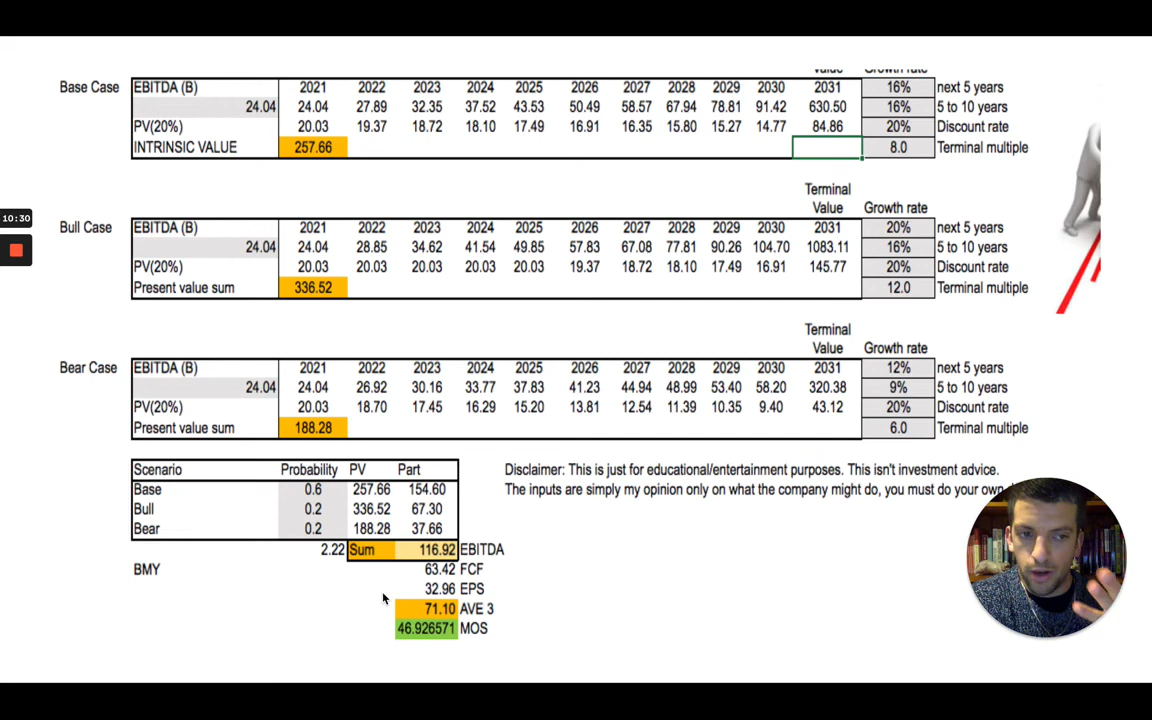 Value Growth rate
Base Case EBITDA (B) 2021 2022 2023 2024 2025 2026 2027 2028 2029 2030 2031 16% next 5 years
24.04 24.04 27.89 32.35 37.52 43.53 50.49 58.57 67.94 78.81 91.42 630.50 16% 5 to 10 years
PV(20%) 20.03 19.37 18.72 18.10 17.49 16.91 16.35 15.80 15.27 14.77 84.86 20% Discount rate
INTRINSIC VALUE 257.66 8.0 Terminal multiple
Terminal
Value Growth rate
Bull Case EBITDA (B) 2021 2022 2023 2024 2025 2026 2027 2028 2029 2030 2031 20% next 5 years
10:30
24.04 24.04 28.85 34.62 41.54 49.85 57.83 67.08 77.81 90.26 104.70 1083.11 16% 5 to 10 years
PV(20%) 20.03 20.03 20.03 20.03 20.03 19.37 18.72 18.10 17.49 16.91 145.77 20% Discount rate
Present value sum 336.52 12.0 Terminal multiple
Terminal
Value Growth rate
Bear Case EBITDA (B) 2021 2022 2023 2024 2025 2026 2027 2028 2029 2030 2031 12% next 5 years
24.04 24.04 26.92 30.16 33.77 37.83 41.23 44.94 48.99 53.40 58.20 320.38 9% 5 to 10 years
PV(20%) 20.03 18.70 17.45 16.29 15.20 13.81 12.54 11.39 10.35 9.40 43.12 20% Discount rate
Present value sum 188.28 6.0 Terminal multiple
Scenario Probability PV Part
Base 0.6 257.66 154.60
Bull 0.2 336.52 67.30
Bear 0.2 188.28 37.66
2.22 Sum 116.92 EBITDA
BMY 63.42 FCF
32.96 EPS
71.10 AVE 3
46.926571 MOS
Disclaimer: This is just for educational/entertainment purposes. This isn't investment advice.
The inputs are simply my opinion only on what the company might do, you must do your own